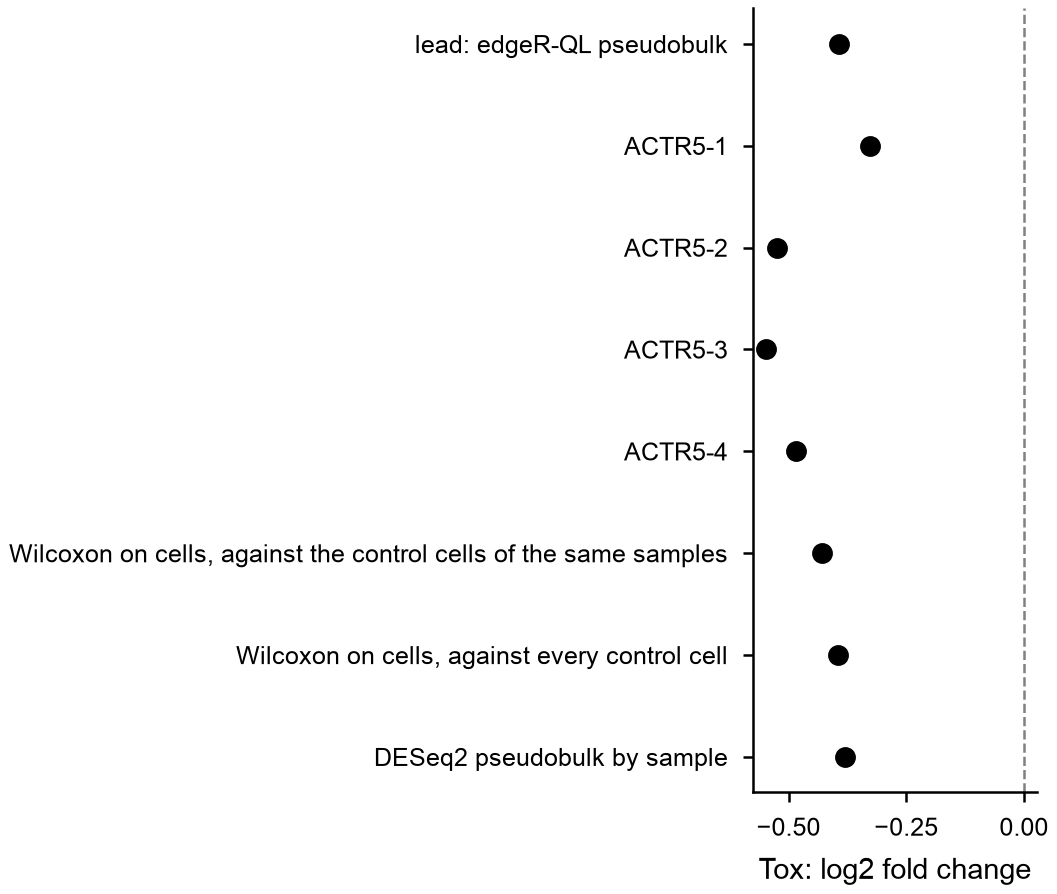 lead: edgeR-QL pseudobulk
ACTR5-1
ACTR5-2
ACTR5-3
ACTR5-4
Wilcoxon on cells, against the control cells of the same samples
Wilcoxon on cells, against every control cell
DESeq2 pseudobulk by sample
−0.50 −0.25 0.00
Tox: log2 fold change